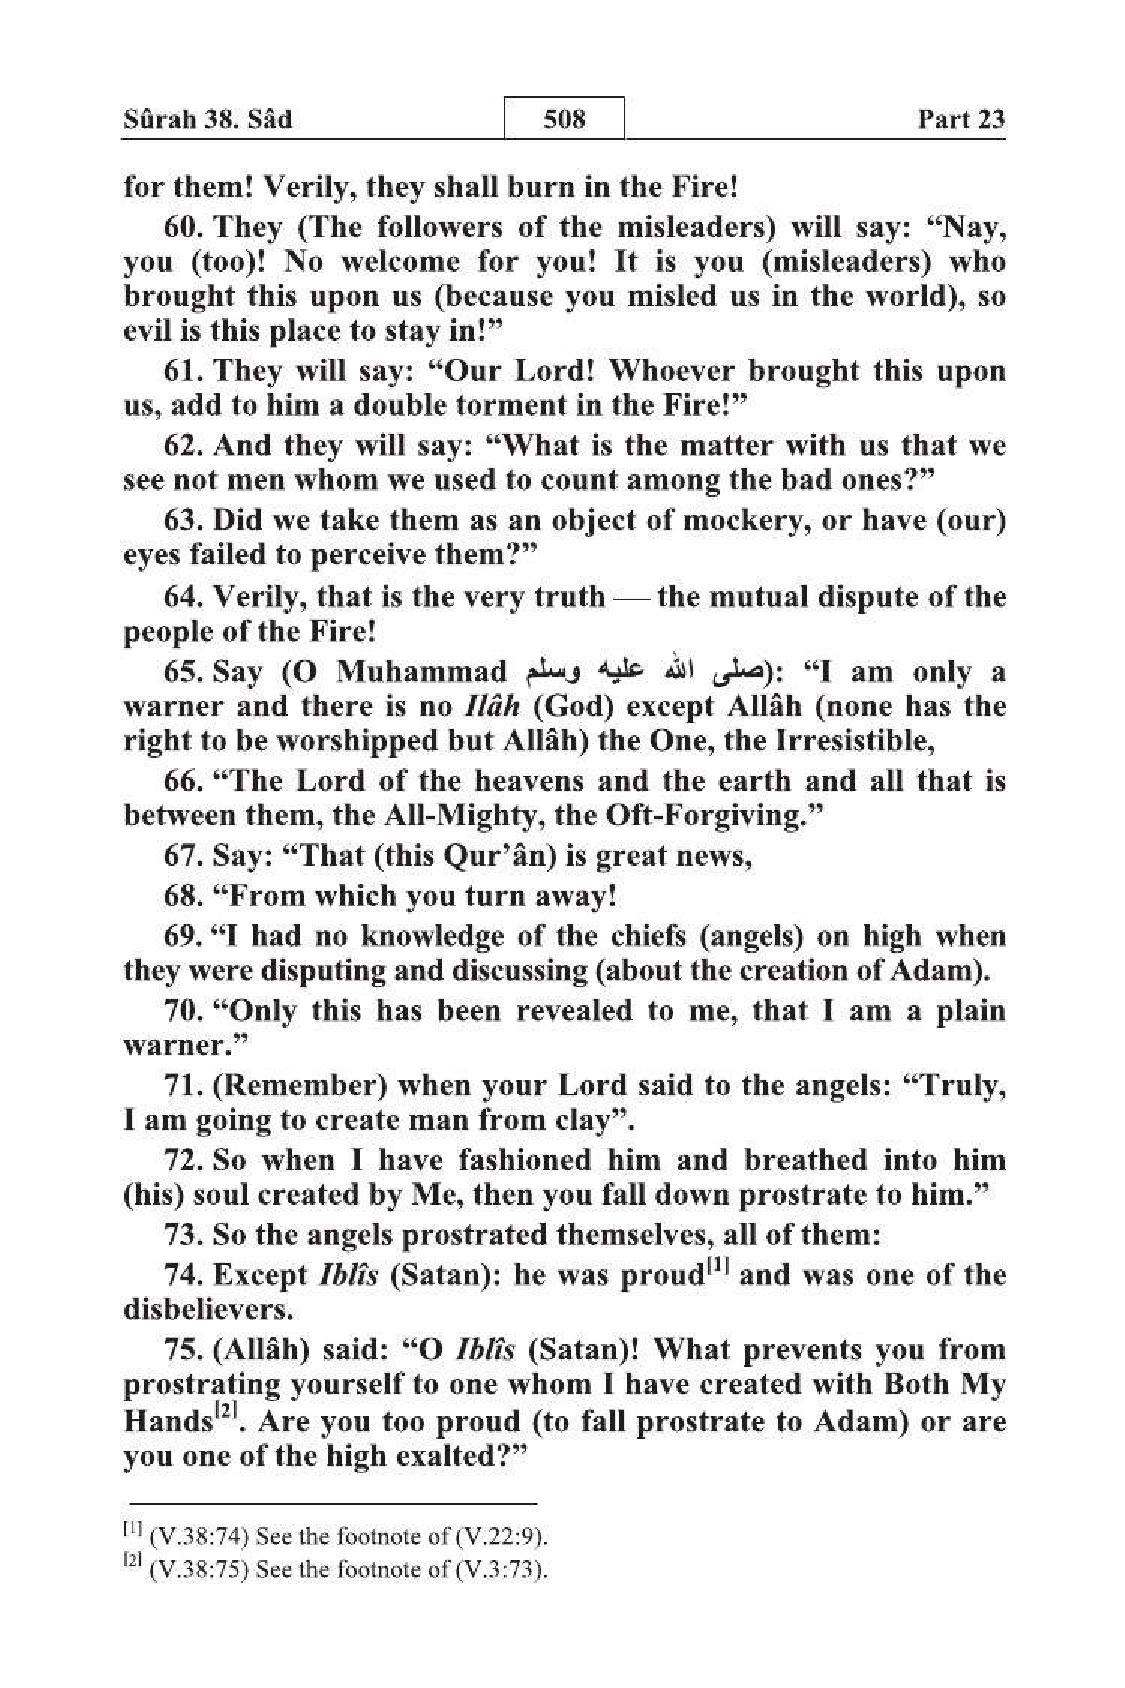 Sûrah 38. Sâd 508 Part 23
for them! Verily, they shall burn in the Fire!
60. They (The followers of the misleaders) will say: “Nay,
you (too)! No welcome for you! It is you (misleaders) who
brought this upon us (because you misled us in the world), so
evil is this place to stay in!”
61. They will say: “Our Lord! Whoever brought this upon
us, add to him a double torment in the Fire!”
62. And they will say: “What is the matter with us that we
see not men whom we used to count among the bad ones?”
63. Did we take them as an object of mockery, or have (our)
eyes failed to perceive them?”
64. Verily, that is the very truth — the mutual dispute of the
people of the Fire!
65. Say (O Muhammad صلى الله عليه وسلم): “I am only a
warner and there is no Ilâh (God) except Allâh (none has the
right to be worshipped but Allâh) the One, the Irresistible,
66. “The Lord of the heavens and the earth and all that is
between them, the All-Mighty, the Oft-Forgiving.”
67. Say: “That (this Qur’ân) is great news,
68. “From which you turn away!
69. “I had no knowledge of the chiefs (angels) on high when
they were disputing and discussing (about the creation of Adam).
70. “Only this has been revealed to me, that I am a plain
warner.”
71. (Remember) when your Lord said to the angels: “Truly,
I am going to create man from clay”.
72. So when I have fashioned him and breathed into him
(his) soul created by Me, then you fall down prostrate to him.”
73. So the angels prostrated themselves, all of them:
74. Except Iblîs (Satan): he was proud[1] and was one of the
disbelievers.
75. (Allâh) said: “O Iblîs (Satan)! What prevents you from
prostrating yourself to one whom I have created with Both My
Hands[2]. Are you too proud (to fall prostrate to Adam) or are
you one of the high exalted?”
[1] (V.38:74) See the footnote of (V.22:9).
[2] (V.38:75) See the footnote of (V.3:73).